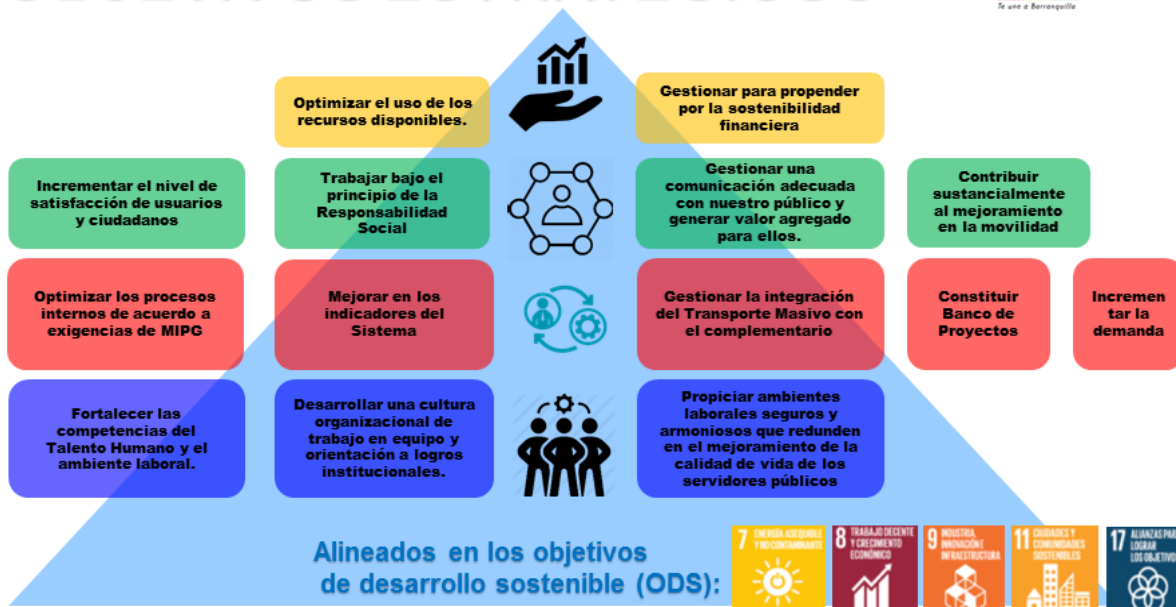 Te une a Barranquilla
Optimizar el uso de los
recursos disponibles.
Gestionar para propender
por la sostenibilidad
financiera
Incrementar el nivel de
satisfacción de usuarios
y ciudadanos
Trabajar bajo el
principio de la
Responsabilidad
Social
Gestionar una
comunicación adecuada
con nuestro público y
generar valor agregado
para ellos.
Contribuir
sustancialmente
al mejoramiento
en la movilidad
Optimizar los procesos
internos de acuerdo a
exigencias de MIPG
Mejorar en los
indicadores del
Sistema
Gestionar la integración
del Transporte Masivo con
el complementario
Constituir
Banco de
Proyectos
Incremen
tar la
demanda
Fortalecer las
competencias del
Talento Humano y el
ambiente laboral.
Desarrollar una cultura
organizacional de
trabajo en equipo y
orientación a logros
institucionales.
Propiciar ambientes
laborales seguros y
armoniosos que redunden
en el mejoramiento de la
calidad de vida de los
servidores públicos
Alineados en los objetivos
de desarrollo sostenible (ODS):
7 ENERGÍA ASEQUIBLE
Y NO CONTAMINANTE
8 TRABAJO DECENTE
Y CRECIMIENTO
ECONÓMICO
9 INDUSTRIA,
INNOVACIÓN E
INFRAESTRUCTURA
11 CIUDADES Y
COMUNIDADES
SOSTENIBLES
17 ALIANZAS PAR
LOGRAR
LOS OBJETIVO